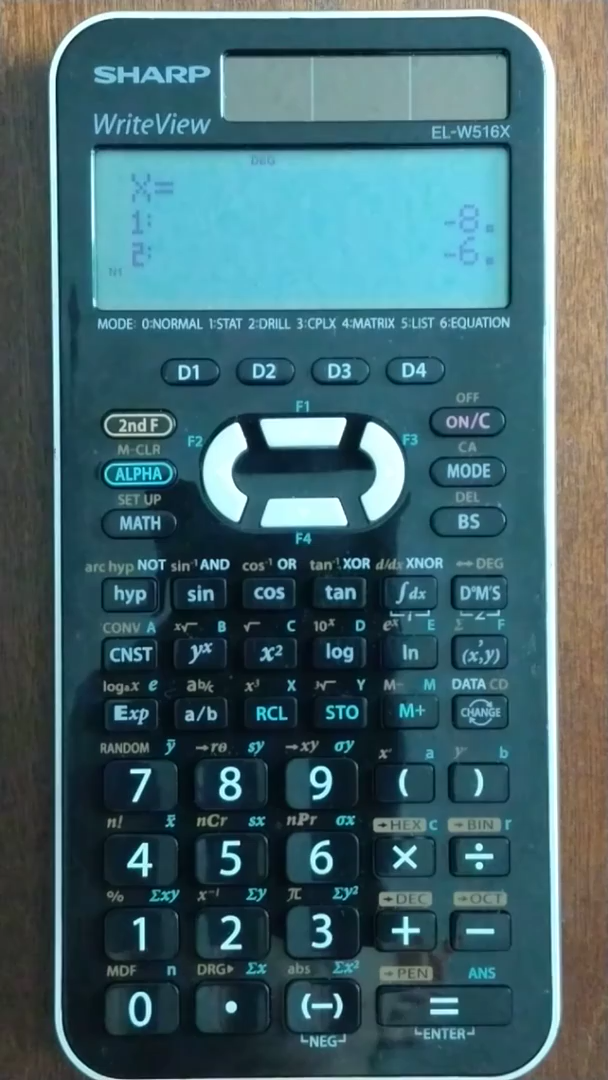 SHARP
WriteView
EL-W516X
DEG
X=
1: -8.
2: -6.
N1
MODE: 0:NORMAL 1:STAT 2:DRILL 3:CPLX 4:MATRIX 5:LIST 6:EQUATION
D1 D2 D3 D4
F1
OFF
2nd F F2 F3 ON/C
M-CLR CA
ALPHA MODE
SET UP DEL
MATH F4 BS
arc hyp NOT sin⁻¹ AND cos⁻¹ OR tan⁻¹ XOR d/dx XNOR ↔DEG
hyp sin cos tan ∫dx D°M'S
CONV A ˣ√ B √ C 10ˣ D eˣ E F
CNST yˣ x² log ln (x,y)
logₐx e ab/c x³ X ³√ Y M- M DATA CD
Exp a/b RCL STO M+ CHANGE
RANDOM ȳ →rθ sy →xy σy x' a y' b
7 8 9 ( )
n! x̄ nCr sx nPr σx →HEX c →BIN r
4 5 6 × ÷
% Σxy x⁻¹ Σy π Σy² →DEC →OCT
1 2 3 + −
MDF n DRG▸ Σx abs Σx² →PEN ANS
0 • (−) =
NEG ENTER